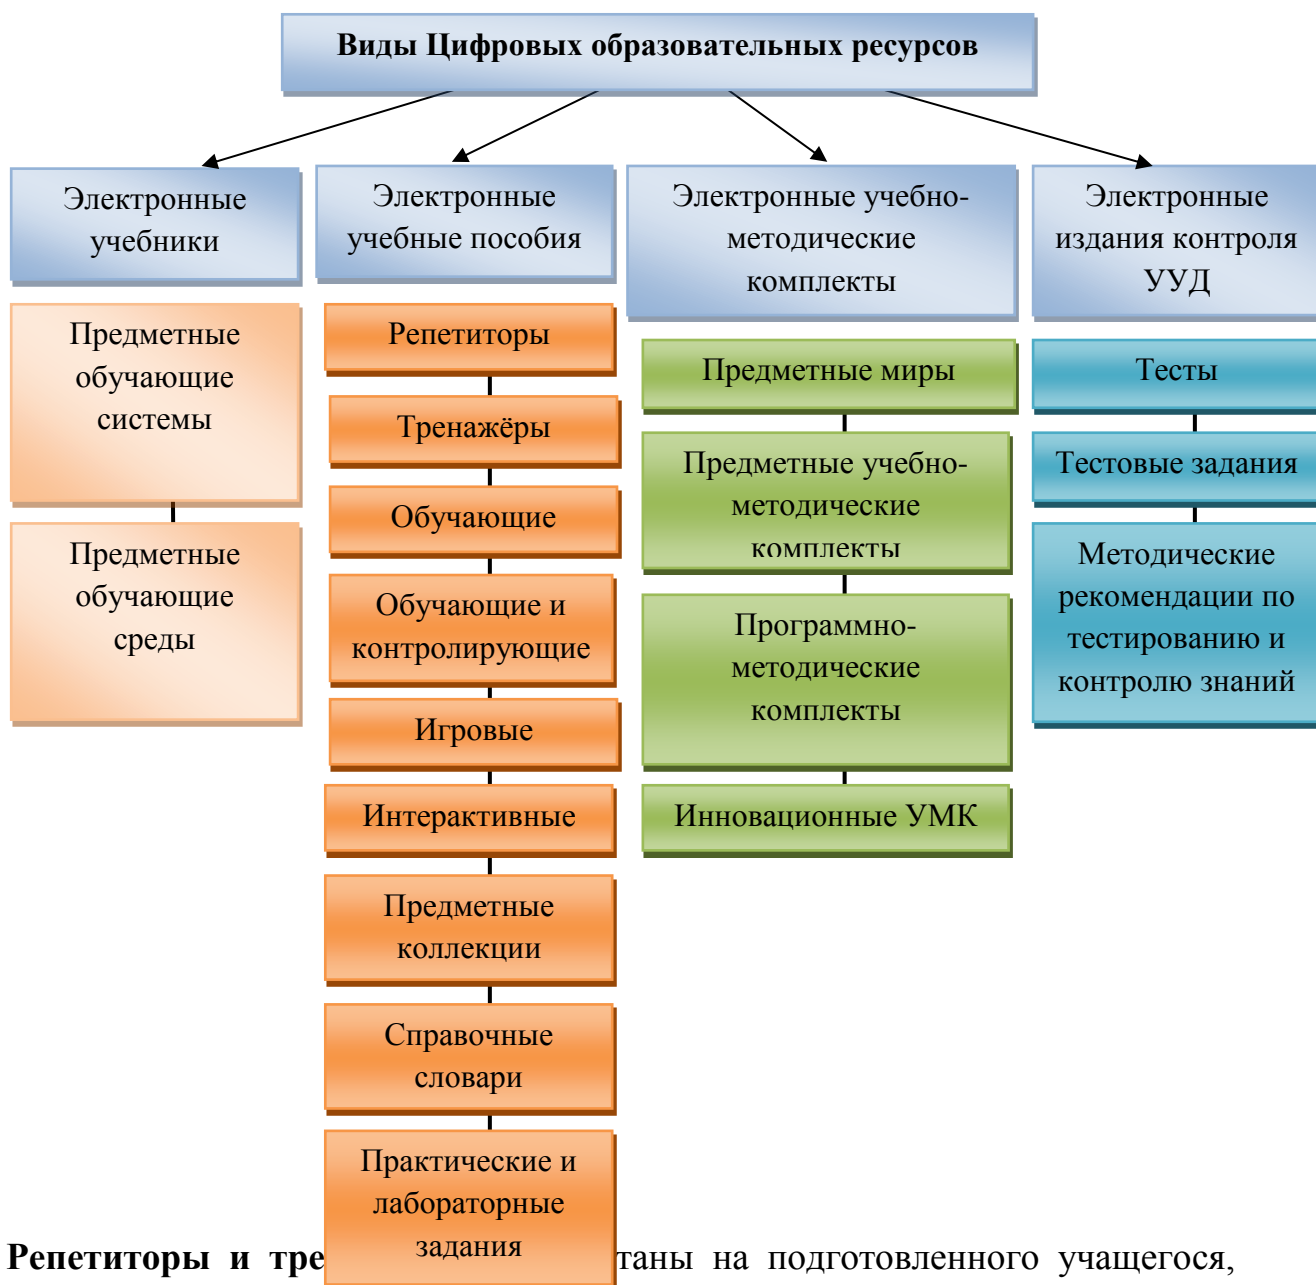 Виды Цифровых образовательных ресурсов
Электронные
учебники
Предметные
обучающие
системы
Предметные
обучающие
среды
Электронные
учебные пособия
Репетиторы
Тренажёры
Обучающие
Обучающие и
контролирующие
Игровые
Интерактивные
Предметные
коллекции
Справочные
словари
Практические и
лабораторные
задания
Электронные учебно-
методические
комплекты
Предметные миры
Предметные учебно-
методические
комплекты
Программно-
методические
комплекты
Инновационные УМК
Электронные
издания контроля
УУД
Тесты
Тестовые задания
Методические
рекомендации по
тестированию и
контролю знаний
Репетиторы и тре таны на подготовленного учащегося,